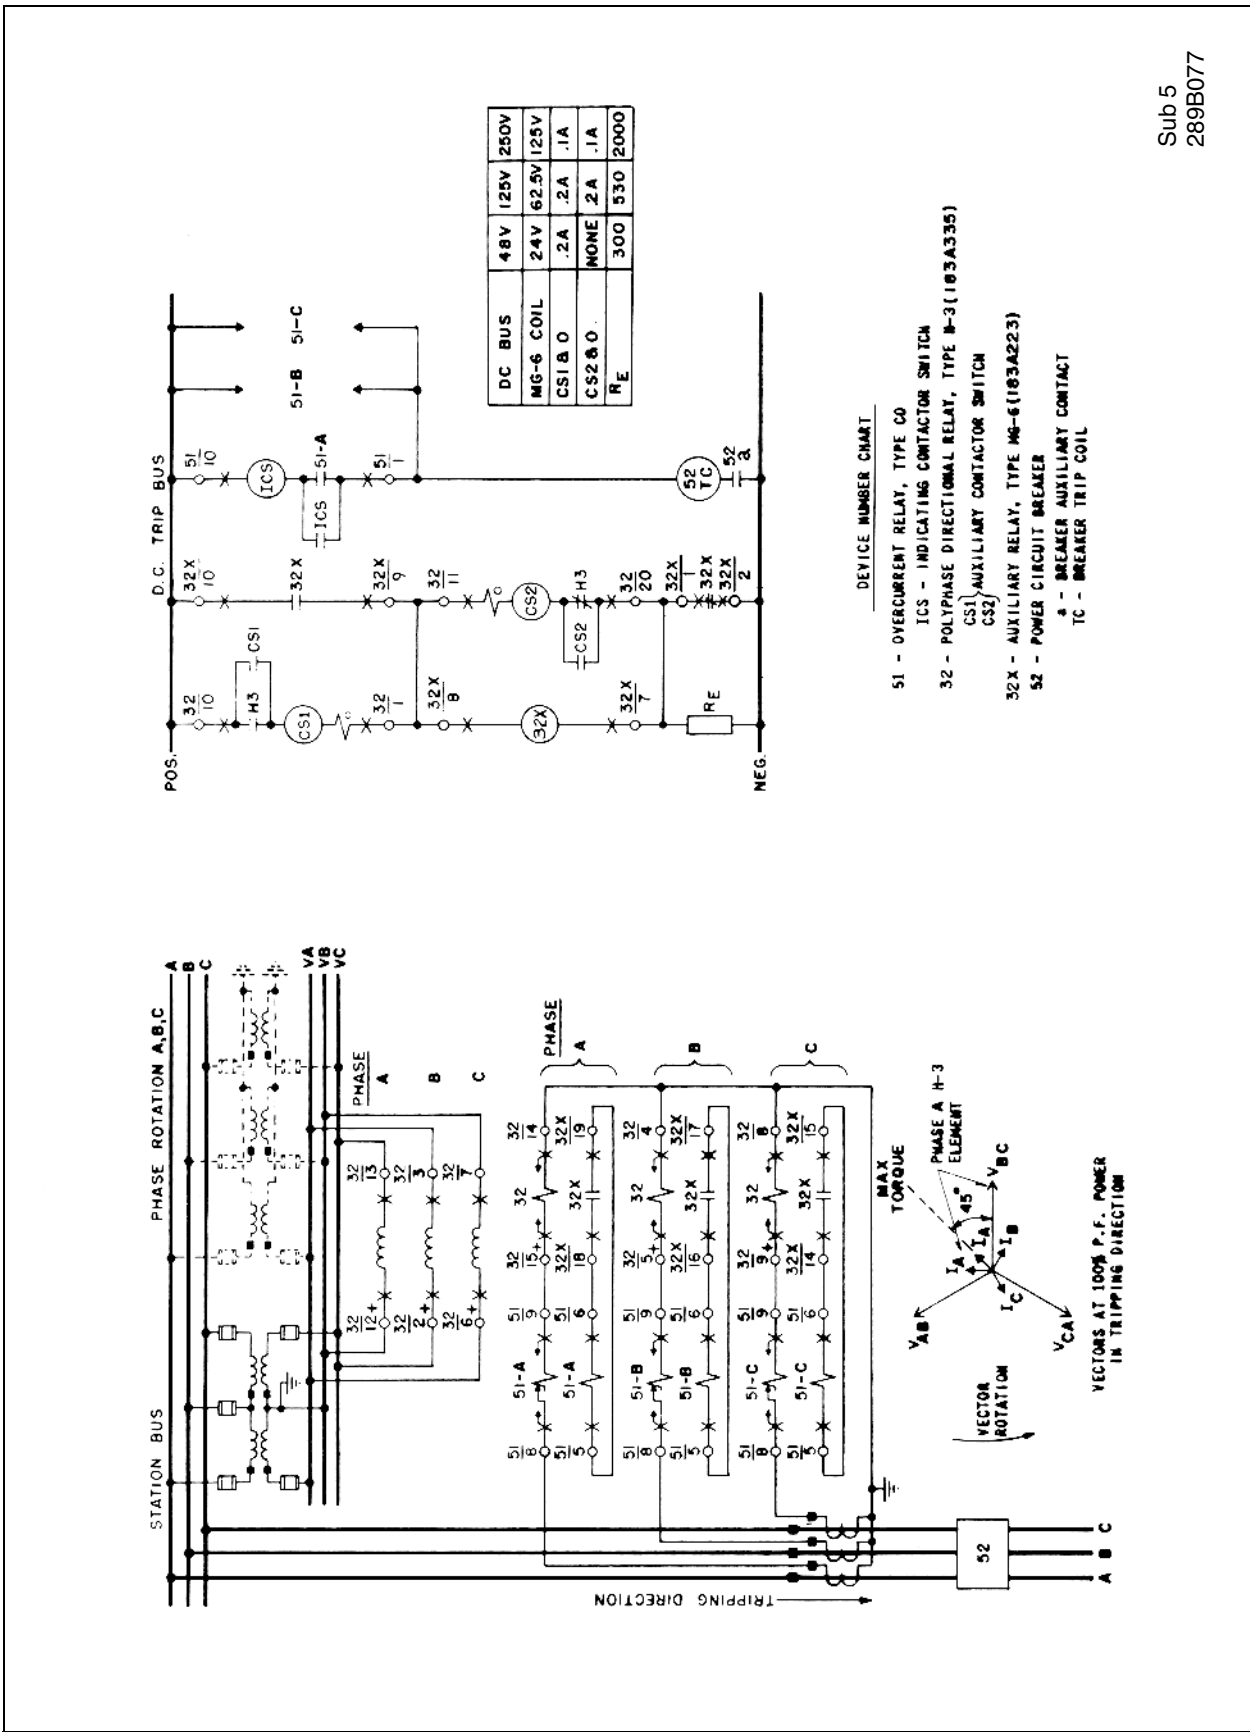 STATION BUS
PHASE ROTATION A,B,C
A
B
C
VA
VB
VC
PHASE
A
B
C
32/12 +
32/13
32/2 +
32/3
32/6 +
32/7
PHASE
A
B
C
51/8
51-A
51/9
32/15 +
32
32/14
51/5
51-A
51/6
32X/18
32X
32X/19
51/8
51-B
51/9
32/5 +
32
32/4
51/5
51-B
51/6
32X/16
32X
32X/17
51/8
51-C
51/9
32/9 +
32
32/8
51/5
51-C
51/6
32X/14
32X
32X/15
TRIPPING DIRECTION
52
A B C
VECTOR
ROTATION
MAX
TORQUE
PHASE A H-3
ELEMENT
45°
VAB
VBC
VCA
IA
IA
IB
IC
VECTORS AT 100% P.F. POWER
IN TRIPPING DIRECTION
D.C. TRIP BUS
POS.
NEG.
32/10
H3
CS1
CS1
32/1
32X/8
32X
32X/7
RE
32X/10
32X
32X/9
32/11
CS2
CS2
H3
32/20
32X/1
32X
32X/2
51/10
ICS
ICS
51-A
51/1
52
TC
52
a
51-B
51-C
DC BUS 48V 125V 250V
MG-6 COIL 24V 62.5V 125V
CS1 & O .2A .2A .1A
CS2 & O NONE .2A .1A
RE 300 530 2000
DEVICE NUMBER CHART
51 - OVERCURRENT RELAY, TYPE CO
ICS - INDICATING CONTACTOR SWITCH
32 - POLYPHASE DIRECTIONAL RELAY, TYPE H-3(183A335)
CS1
CS2 } AUXILIARY CONTACTOR SWITCH
32X - AUXILIARY RELAY, TYPE MG-6(183A223)
52 - POWER CIRCUIT BREAKER
a - BREAKER AUXILIARY CONTACT
TC - BREAKER TRIP COIL
Sub 5
289B077